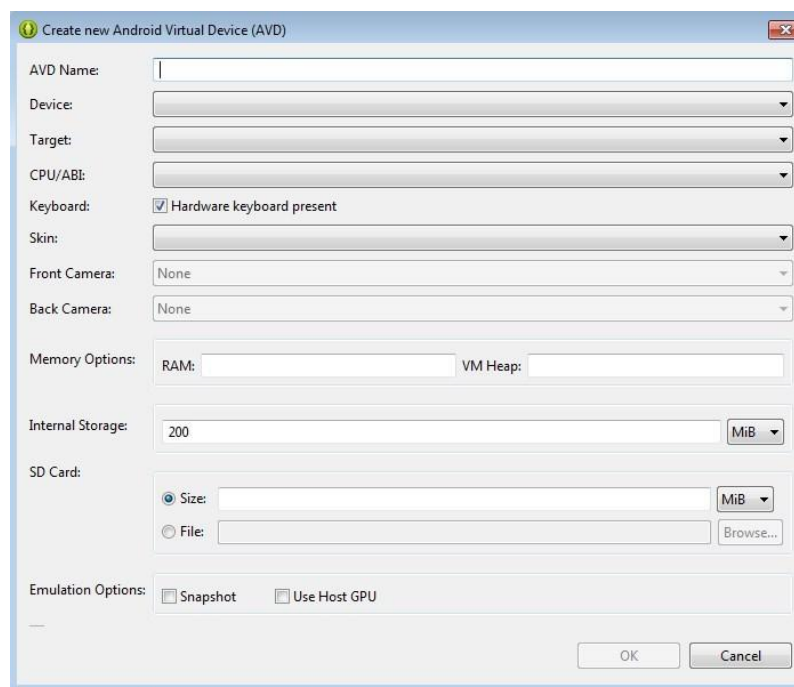 Create new Android Virtual Device (AVD)
AVD Name:
Device:
Target:
CPU/ABI:
Keyboard: Hardware keyboard present
Skin:
Front Camera: None
Back Camera: None
Memory Options: RAM: VM Heap:
Internal Storage: 200 MiB
SD Card:
Size: MiB
File: Browse...
Emulation Options: Snapshot Use Host GPU
OK Cancel